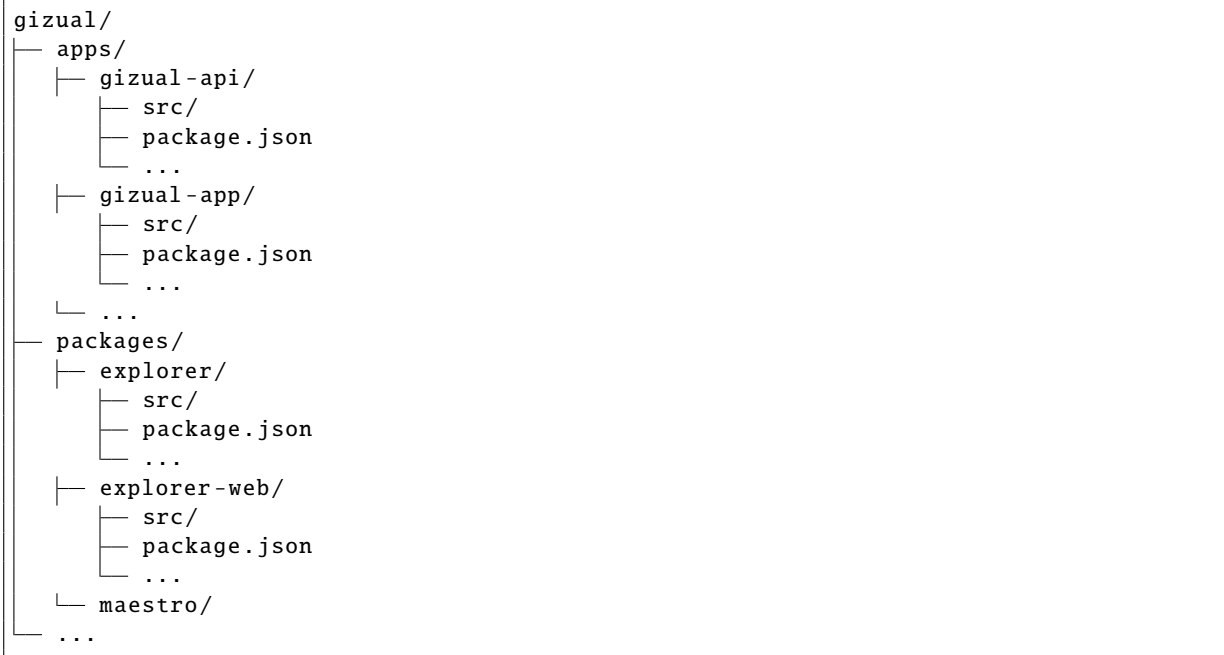 gizual/
├── apps/
│   ├── gizual-api/
│   │   ├── src/
│   │   ├── package.json
│   │   └── ...
│   ├── gizual-app/
│   │   ├── src/
│   │   ├── package.json
│   │   └── ...
│   └── ...
├── packages/
│   ├── explorer/
│   │   ├── src/
│   │   ├── package.json
│   │   └── ...
│   ├── explorer-web/
│   │   ├── src/
│   │   ├── package.json
│   │   └── ...
│   └── maestro/
└── ...